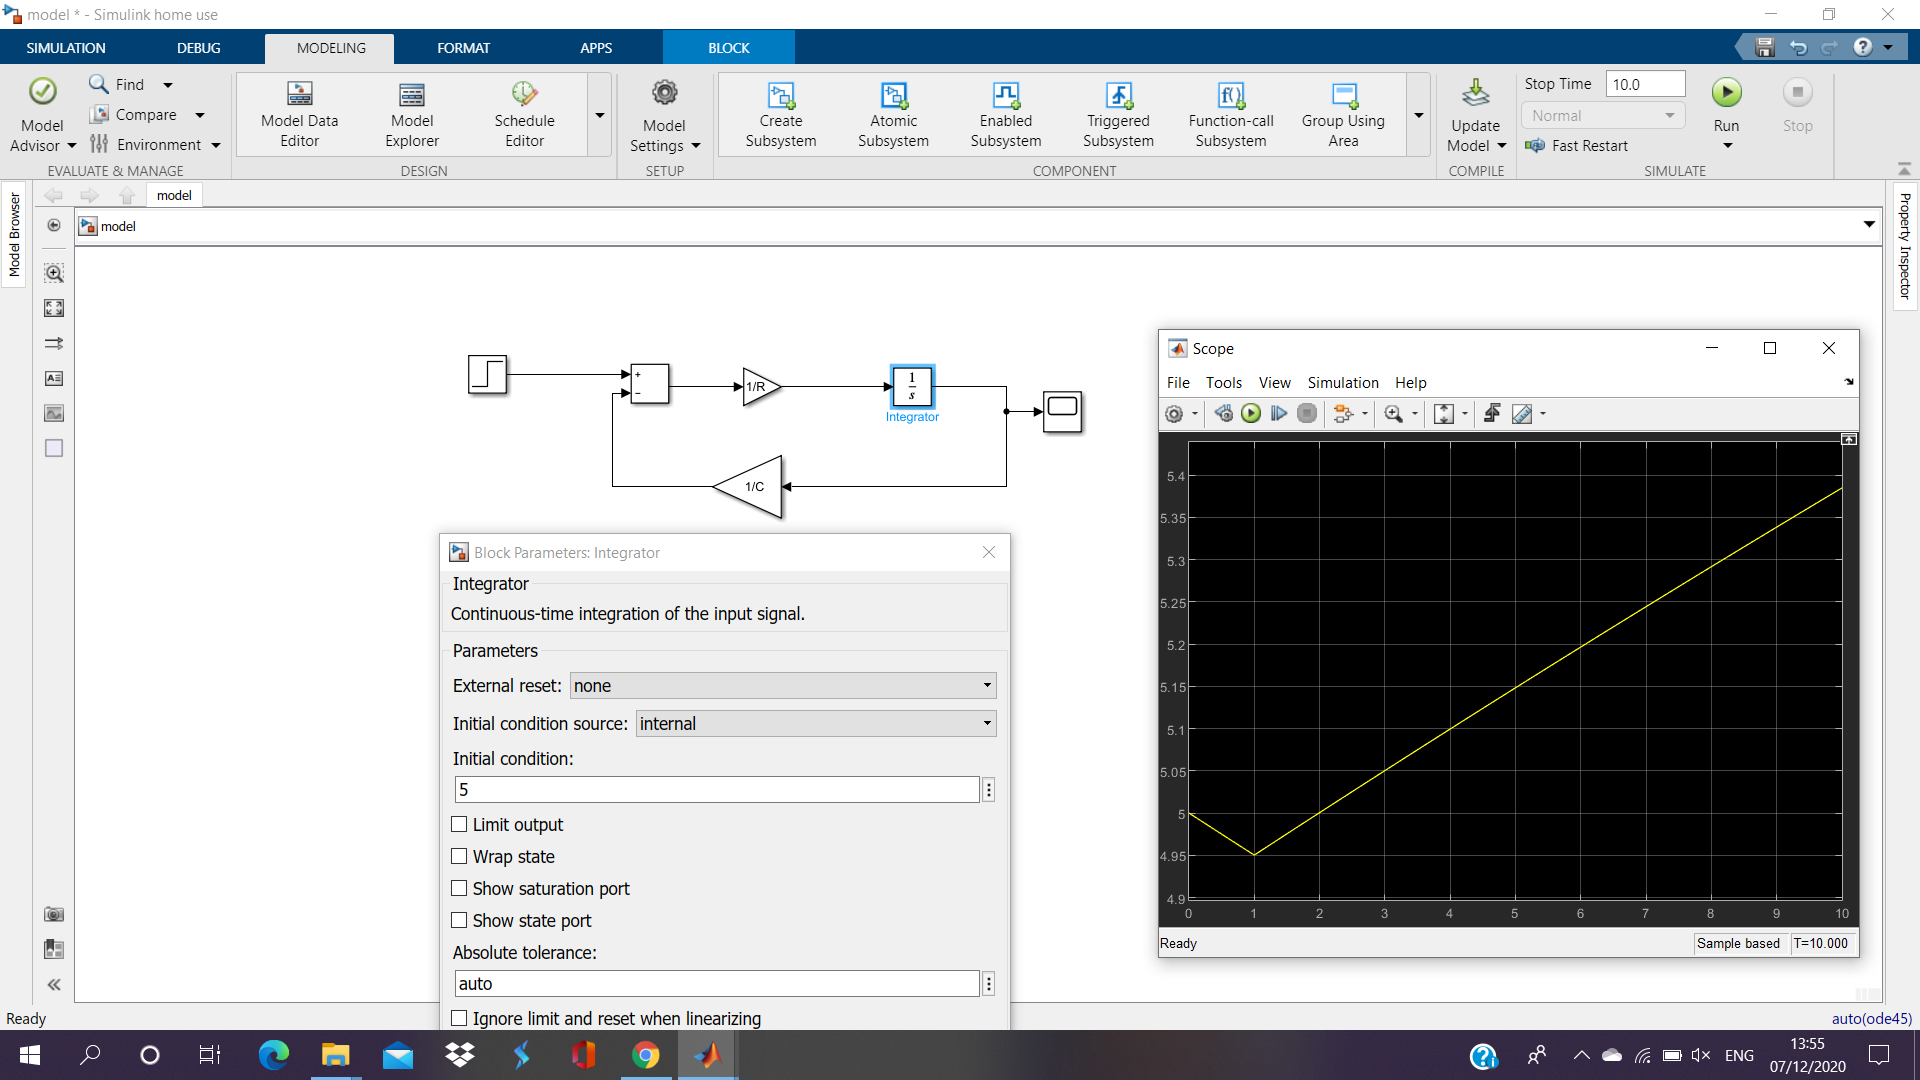 model * - Simulink home use
SIMULATION DEBUG MODELING FORMAT APPS BLOCK
Model Advisor
Find
Compare
Environment
EVALUATE & MANAGE
Model Data Editor
Model Explorer
Schedule Editor
DESIGN
Model Settings
SETUP
Create Subsystem
Atomic Subsystem
Enabled Subsystem
Triggered Subsystem
Function-call Subsystem
Group Using Area
COMPONENT
Update Model
COMPILE
Stop Time 10.0
Normal
Fast Restart
Run
Stop
SIMULATE
model
model
Model Browser
Property Inspector
+
−
1/R
1
s
Integrator
1/C
Block Parameters: Integrator
Integrator
Continuous-time integration of the input signal.
Parameters
External reset: none
Initial condition source: internal
Initial condition:
5
Limit output
Wrap state
Show saturation port
Show state port
Absolute tolerance:
auto
Ignore limit and reset when linearizing
Scope
File Tools View Simulation Help
5.4
5.35
5.3
5.25
5.2
5.15
5.1
5.05
5
4.95
4.9
0 1 2 3 4 5 6 7 8 9 10
Ready
Sample based T=10.000
Ready
auto(ode45)
ENG
13:55
07/12/2020